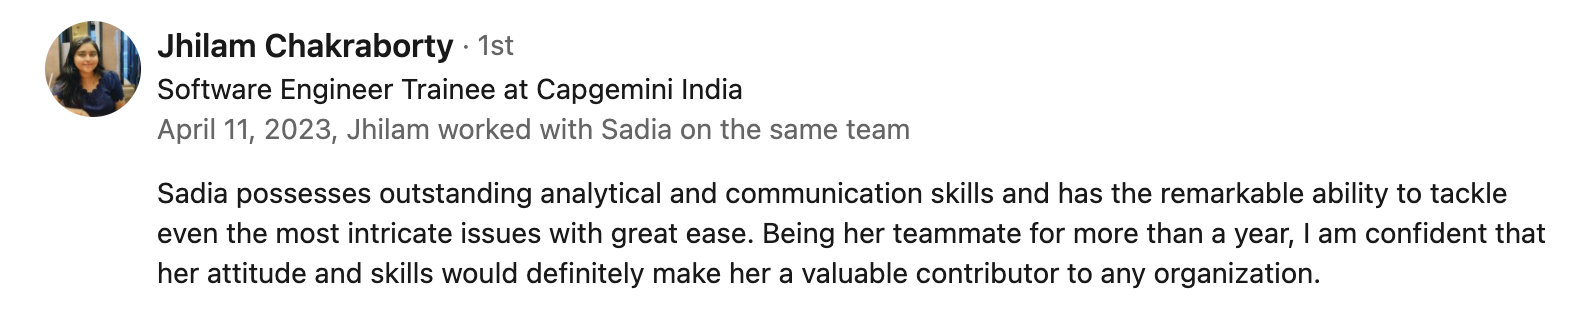 Jhilam Chakraborty · 1st
Software Engineer Trainee at Capgemini India
April 11, 2023, Jhilam worked with Sadia on the same team
Sadia possesses outstanding analytical and communication skills and has the remarkable ability to tackle
even the most intricate issues with great ease. Being her teammate for more than a year, I am confident that
her attitude and skills would definitely make her a valuable contributor to any organization.